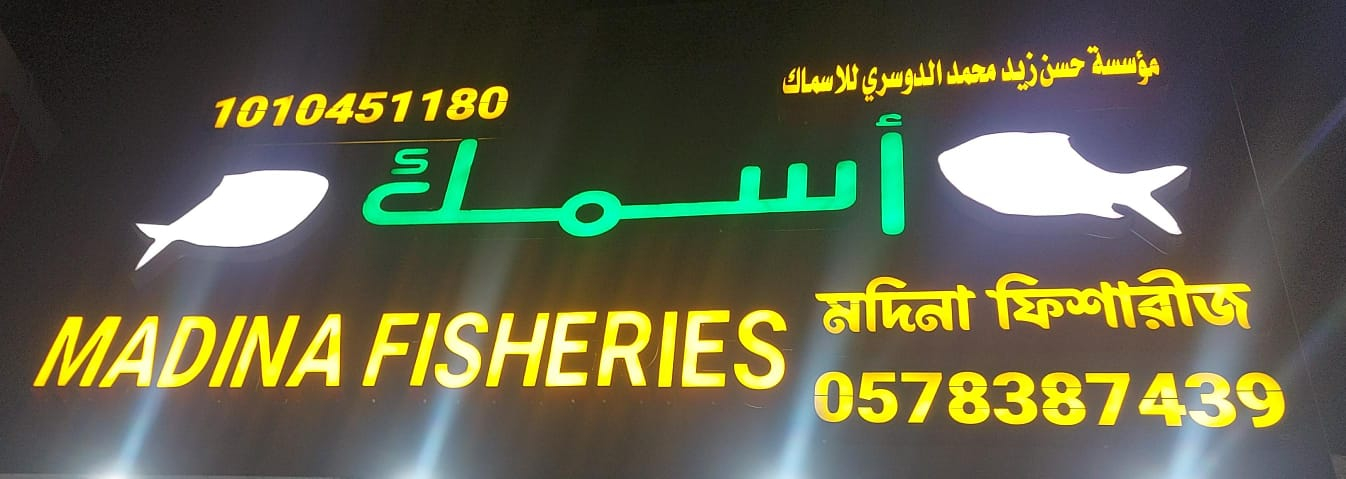 مؤسسة حسن زيد محمد الدوسري للاسماك
1010451180
أسمك
MADINA FISHERIES
মদিনা ফিশারীজ
0578387439